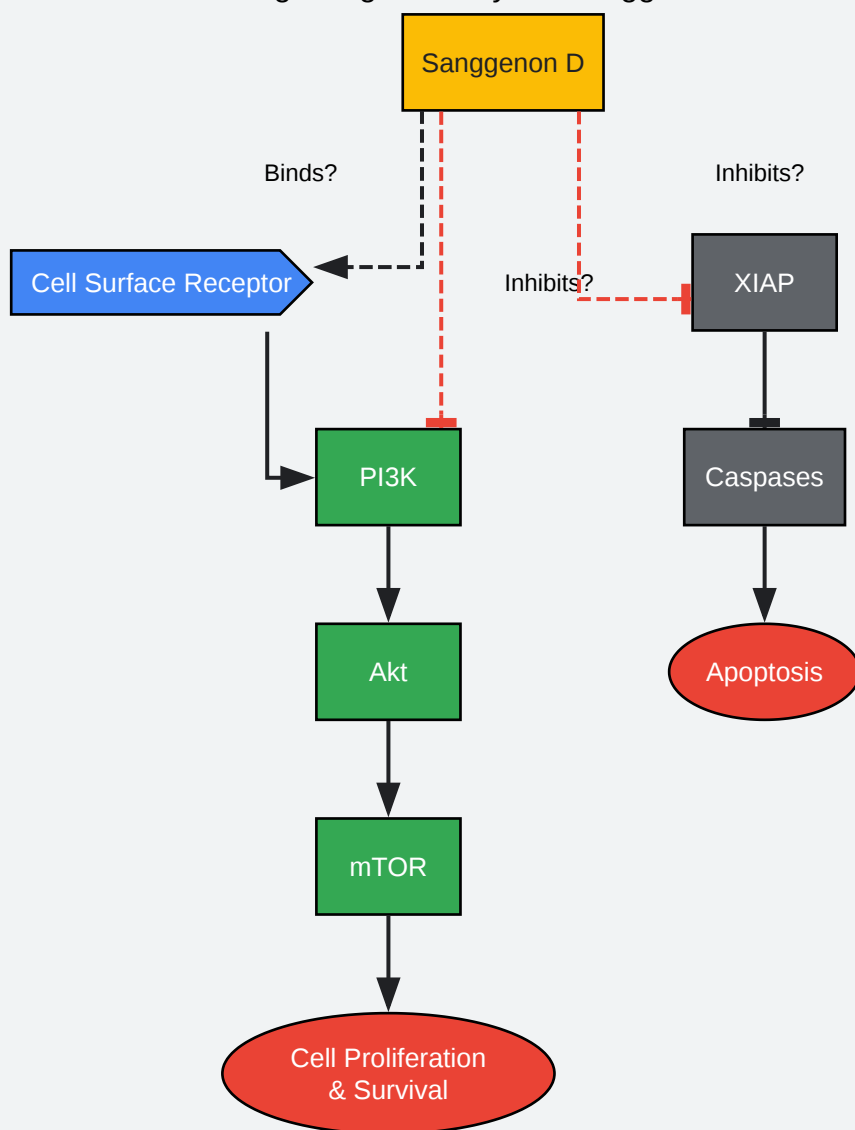 Sanggenon D
Binds?
Inhibits?
Cell Surface Receptor
Inhibits?
XIAP
PI3K
Caspases
Akt
Apoptosis
mTOR
Cell Proliferation
& Survival